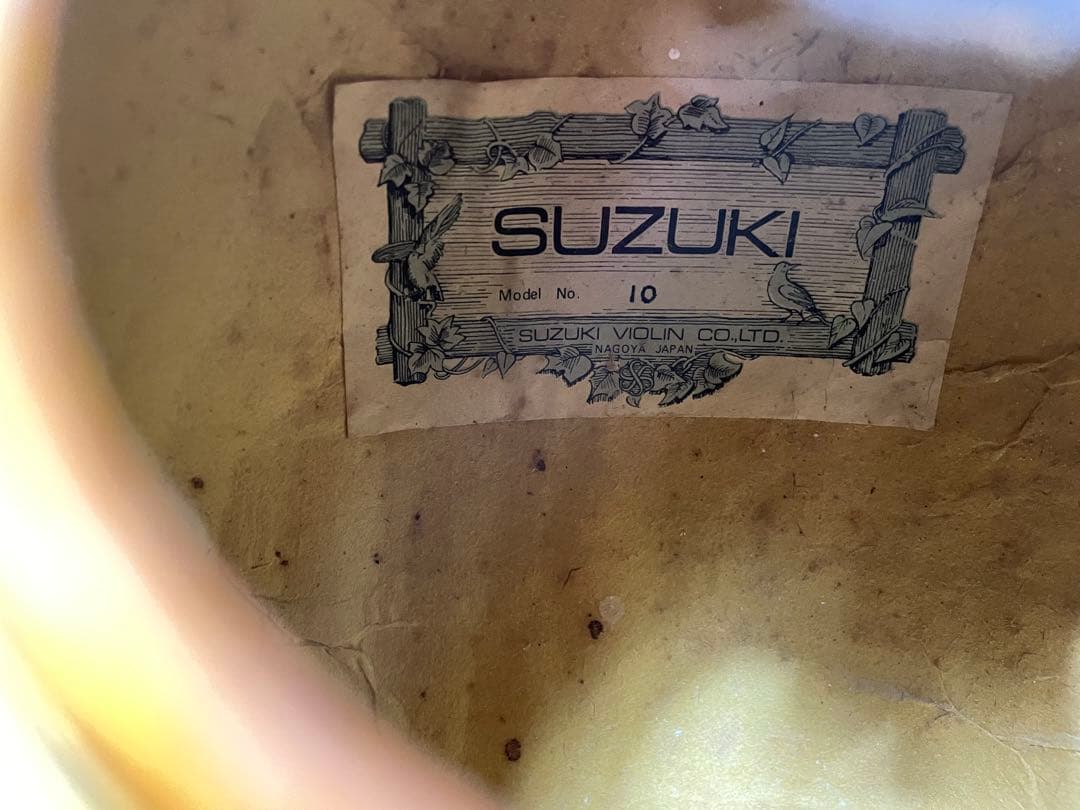 SUZUKI
Model No. 10
SUZUKI VIOLIN CO.,LTD.
NAGOYA JAPAN